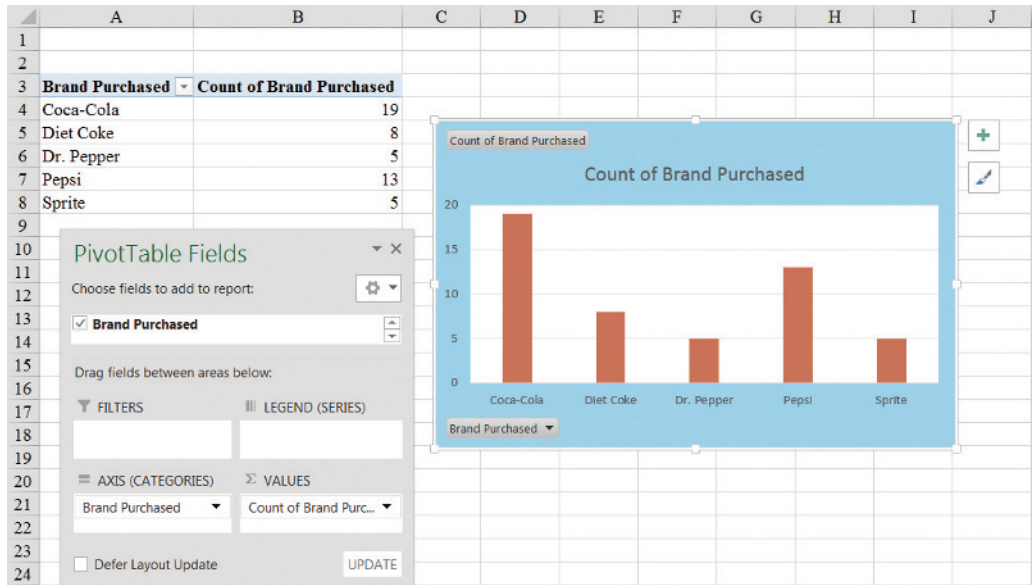 A B C D E F G H I J
1
2
3 Brand Purchased Count of Brand Purchased
4 Coca-Cola 19
5 Diet Coke 8
6 Dr. Pepper 5
7 Pepsi 13
8 Sprite 5
9
10
11
12
13
14
15
16
17
18
19
20
21
22
23
24
PivotTable Fields
Choose fields to add to report:
Brand Purchased
Drag fields between areas below:
FILTERS LEGEND (SERIES)
AXIS (CATEGORIES) Σ VALUES
Brand Purchased Count of Brand Purc...
Defer Layout Update UPDATE
Count of Brand Purchased
Count of Brand Purchased
20
15
10
5
0
Coca-Cola Diet Coke Dr. Pepper Pepsi Sprite
Brand Purchased